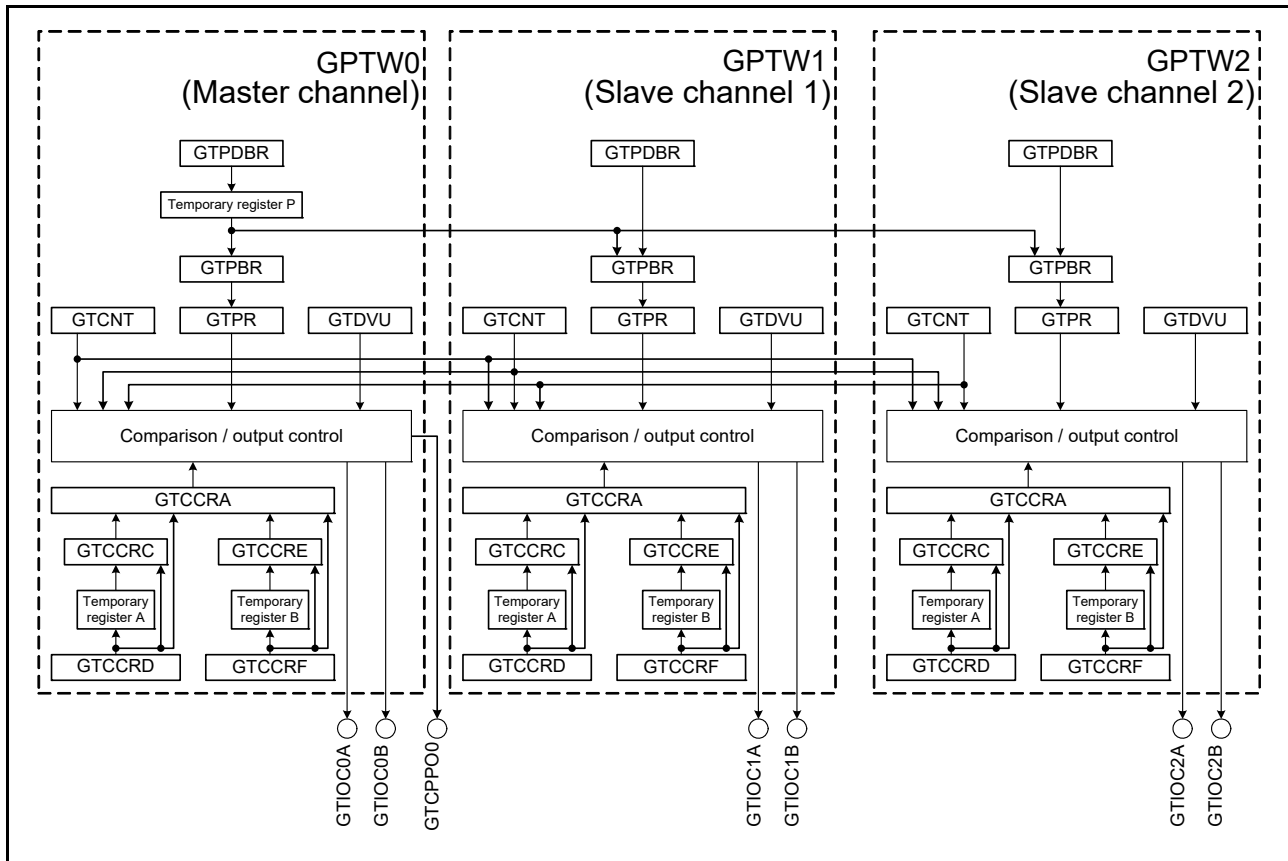 GPTW0
(Master channel)
GTPDBR
Temporary register P
GTPBR
GTCNT
GTPR
GTDVU
Comparison / output control
GTCCRA
GTCCRC
GTCCRE
Temporary
register A
Temporary
register B
GTCCRD
GTCCRF
GTIOC0A
GTIOC0B
GTCPPO0
GPTW1
(Slave channel 1)
GTPDBR
GTPBR
GTCNT
GTPR
GTDVU
Comparison / output control
GTCCRA
GTCCRC
GTCCRE
Temporary
register A
Temporary
register B
GTCCRD
GTCCRF
GTIOC1A
GTIOC1B
GPTW2
(Slave channel 2)
GTPDBR
GTPBR
GTCNT
GTPR
GTDVU
Comparison / output control
GTCCRA
GTCCRC
GTCCRE
Temporary
register A
Temporary
register B
GTCCRD
GTCCRF
GTIOC2A
GTIOC2B